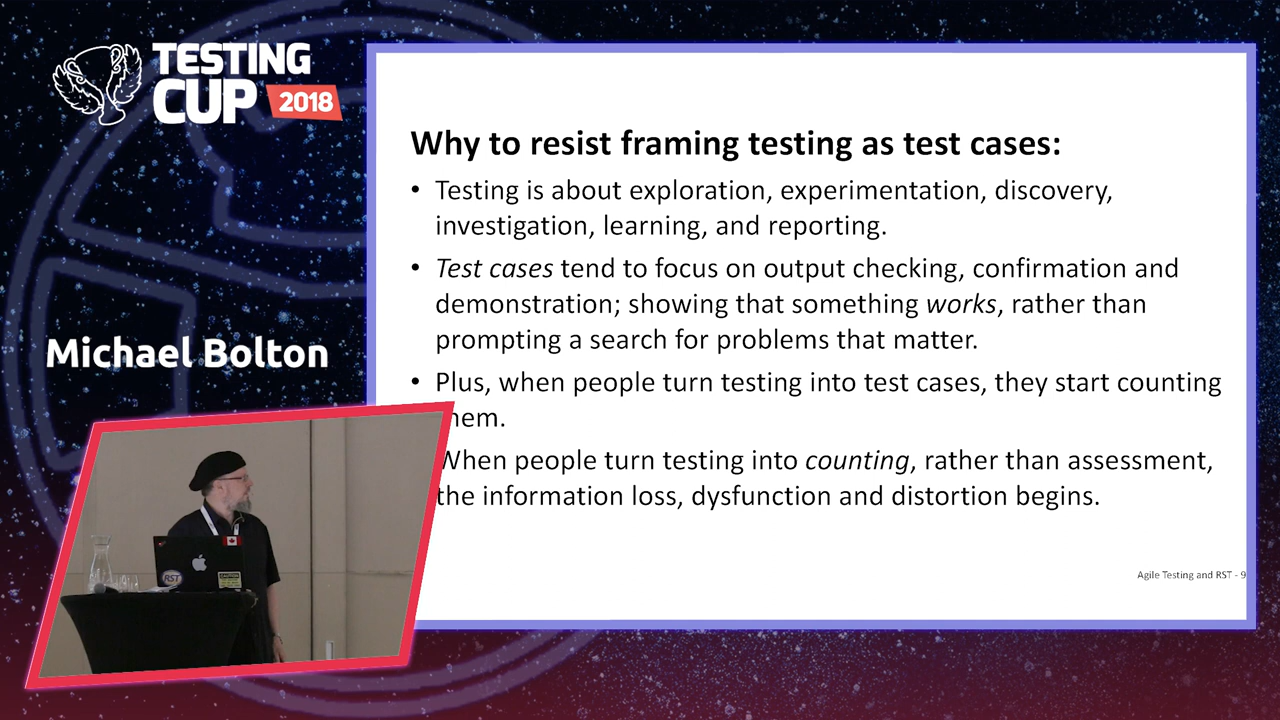 TESTING
CUP
2018
Why to resist framing testing as test cases:
• Testing is about exploration, experimentation, discovery,
investigation, learning, and reporting.
• Test cases tend to focus on output checking, confirmation and
demonstration; showing that something works, rather than
prompting a search for problems that matter.
• Plus, when people turn testing into test cases, they start counting
hem.
When people turn testing into counting, rather than assessment,
the information loss, dysfunction and distortion begins.
Agile Testing and RST - 9
Michael Bolton
RST